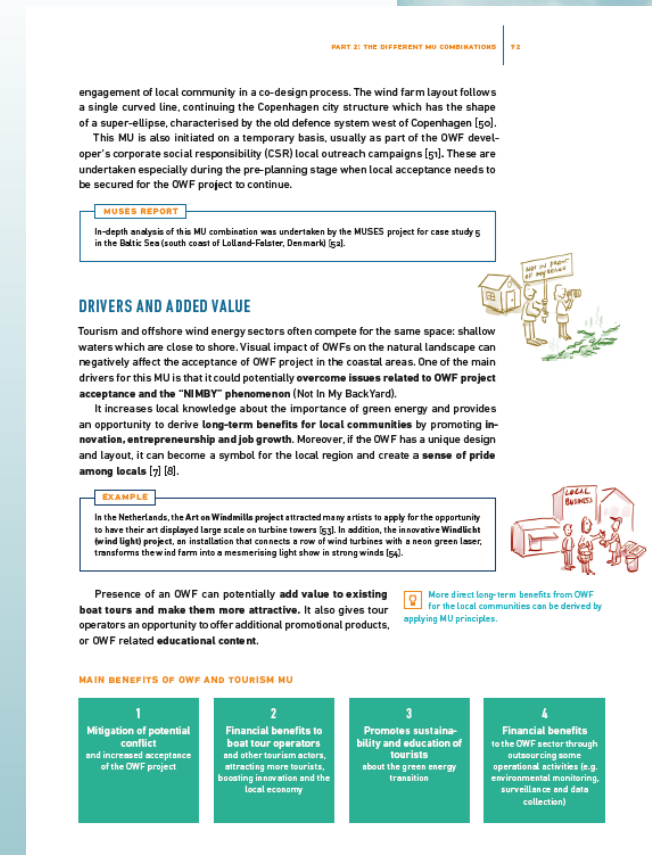 PART 2: THE DIFFERENT MU COMBINATIONS 72
engagement of local community in a co-design process. The wind farm layout follows
a single curved line, continuing the Copenhagen city structure which has the shape
of a super-ellipse, characterised by the old defence system west of Copenhagen [50].
This MU is also initiated on a temporary basis, usually as part of the OWF devel-
oper's corporate social responsibility (CSR) local outreach campaigns [51]. These are
undertaken especially during the pre-planning stage when local acceptance needs to
be secured for the OWF project to continue.
MUSES REPORT
In-depth analysis of this MU combination was undertaken by the MUSES project for case study 5
in the Baltic Sea (south coast of Lolland-Falster, Denmark) [52].
NOT IN FRONT
OF MY BEACH
DRIVERS AND ADDED VALUE
Tourism and offshore wind energy sectors often compete for the same space: shallow
waters which are close to shore. Visual impact of OWFs on the natural landscape can
negatively affect the acceptance of OWF project in the coastal areas. One of the main
drivers for this MU is that it could potentially overcome issues related to OWF project
acceptance and the "NIMBY" phenomenon (Not In My BackYard).
It increases local knowledge about the importance of green energy and provides
an opportunity to derive long-term benefits for local communities by promoting in-
novation, entrepreneurship and job growth. Moreover, if the OWF has a unique design
and layout, it can become a symbol for the local region and create a sense of pride
among locals [7] [8].
EXAMPLE
In the Netherlands, the Art on Windmills project attracted many artists to apply for the opportunity
to have their art displayed large scale on turbine towers [53]. In addition, the innovative Windlicht
(wind light) project, an installation that connects a row of wind turbines with a neon green laser,
transforms the wind farm into a mesmerising light show in strong winds [54].
LOCAL
BUSINESS
Presence of an OWF can potentially add value to existing
boat tours and make them more attractive. It also gives tour
operators an opportunity to offer additional promotional products,
or OWF related educational content.
More direct long-term benefits from OWF
for the local communities can be derived by
applying MU principles.
MAIN BENEFITS OF OWF AND TOURISM MU
1
Mitigation of potential
conflict
and increased acceptance
of the OWF project
2
Financial benefits to
boat tour operators
and other tourism actors,
attracting more tourists,
boosting innovation and the
local economy
3
Promotes sustaina-
bility and education of
tourists
about the green energy
transition
4
Financial benefits
to the OWF sector through
outsourcing some
operational activities (e.g.
environmental monitoring,
surveillance and data
collection)